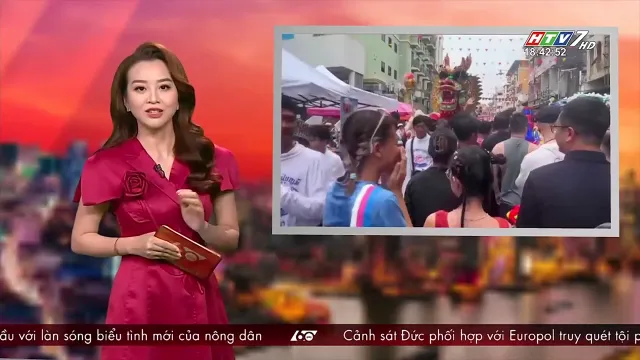 HTV7 HD
18:42:52
ầu với làn sóng biểu tình mới của nông dân 60 Cảnh sát Đức phối hợp với Europol truy quét tội p